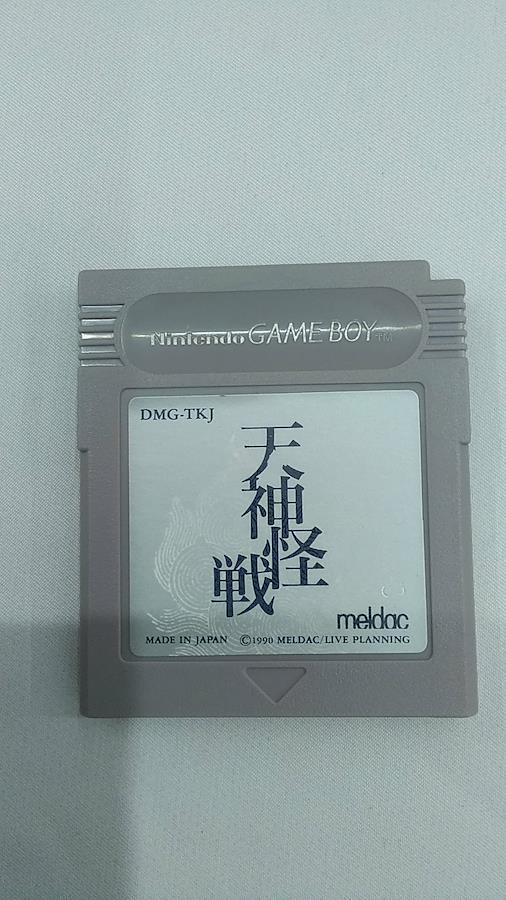 Nintendo GAME BOY TM
DMG-TKJ
天神怪戦
meldac
MADE IN JAPAN ©1990 MELDAC/LIVE PLANNING